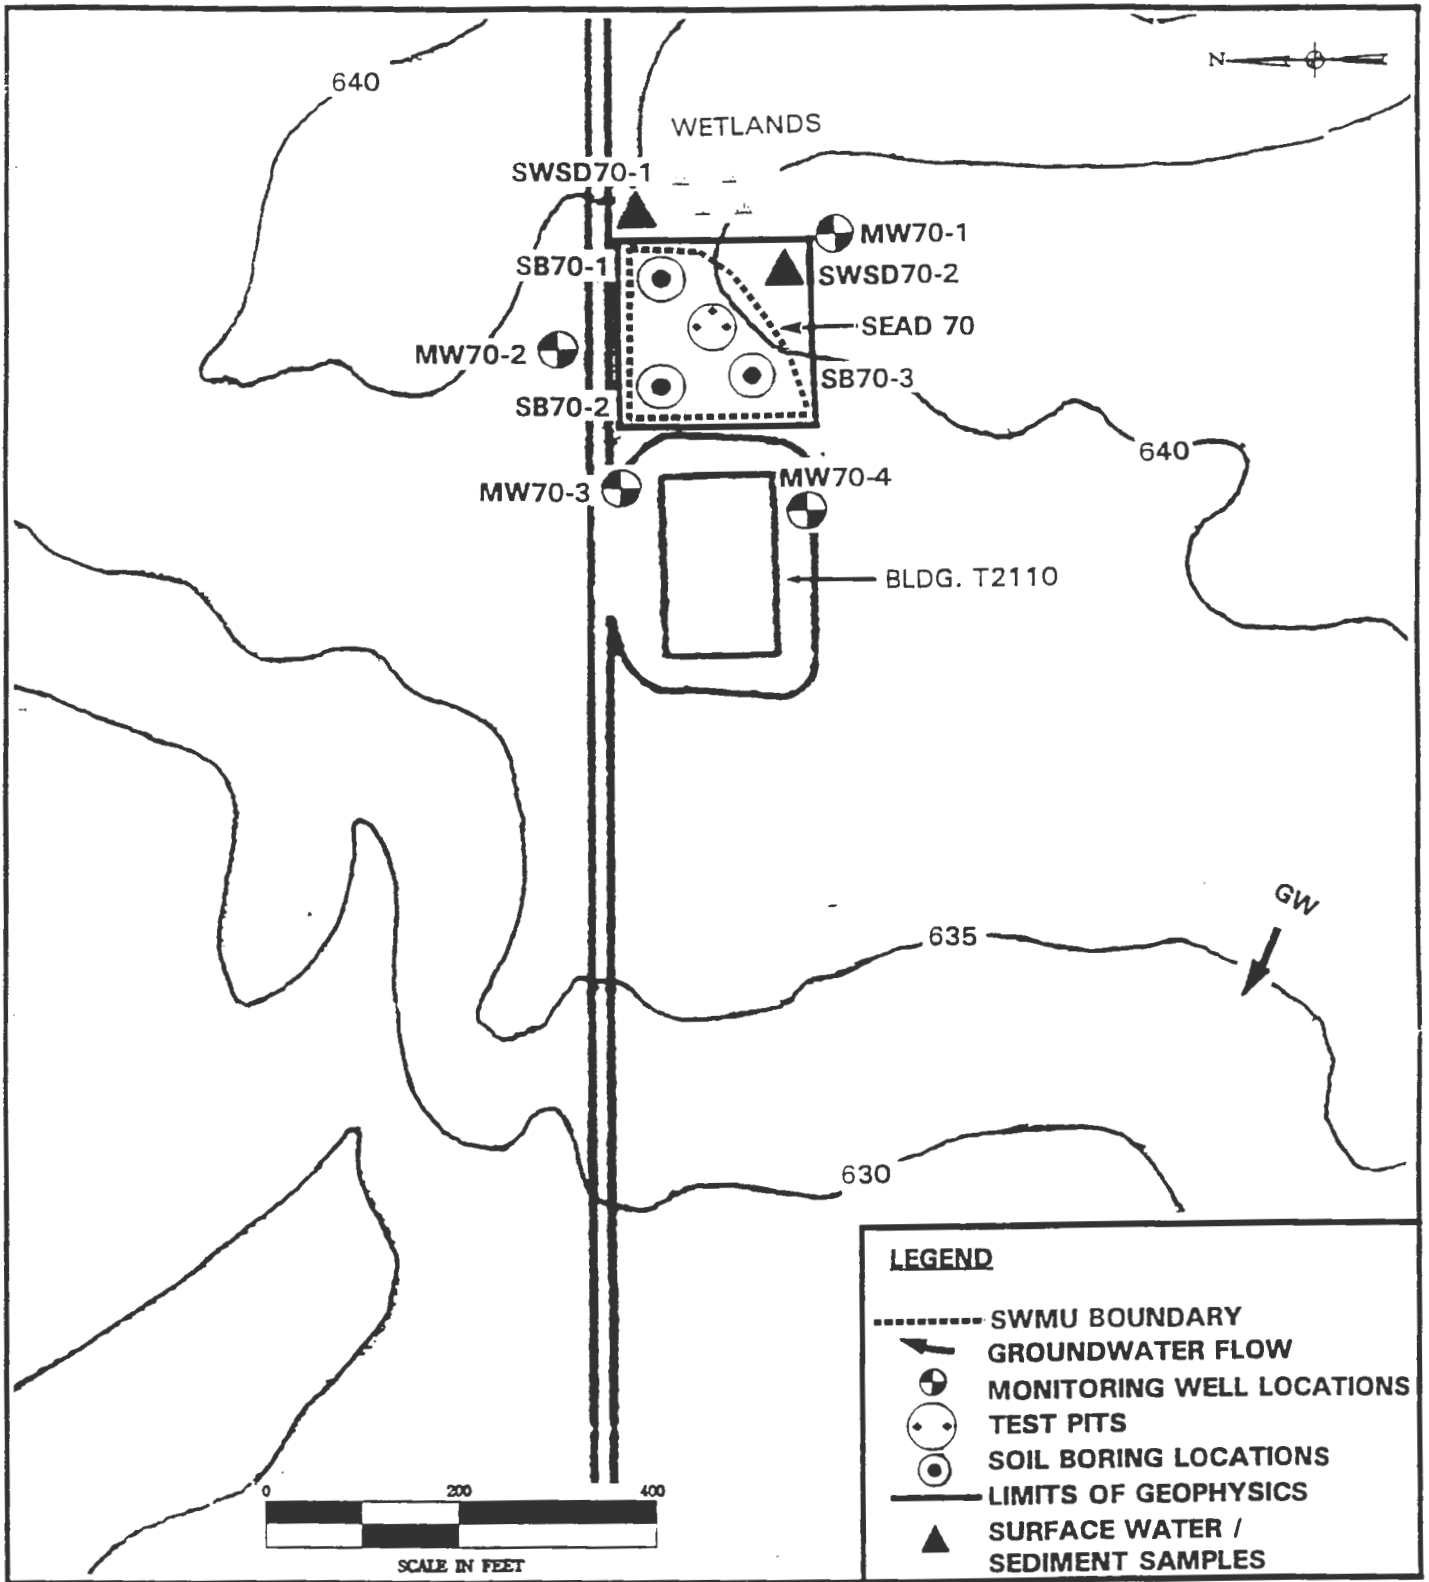 N
640
WETLANDS
SWSD70-1
MW70-1
SB70-1
SWSD70-2
SEAD 70
MW70-2
SB70-3
SB70-2
640
MW70-4
MW70-3
BLDG. T2110
GW
635
630
LEGEND
SWMU BOUNDARY
GROUNDWATER FLOW
MONITORING WELL LOCATIONS
TEST PITS
SOIL BORING LOCATIONS
LIMITS OF GEOPHYSICS
SURFACE WATER /
SEDIMENT SAMPLES
0 200 400
SCALE IN FEET